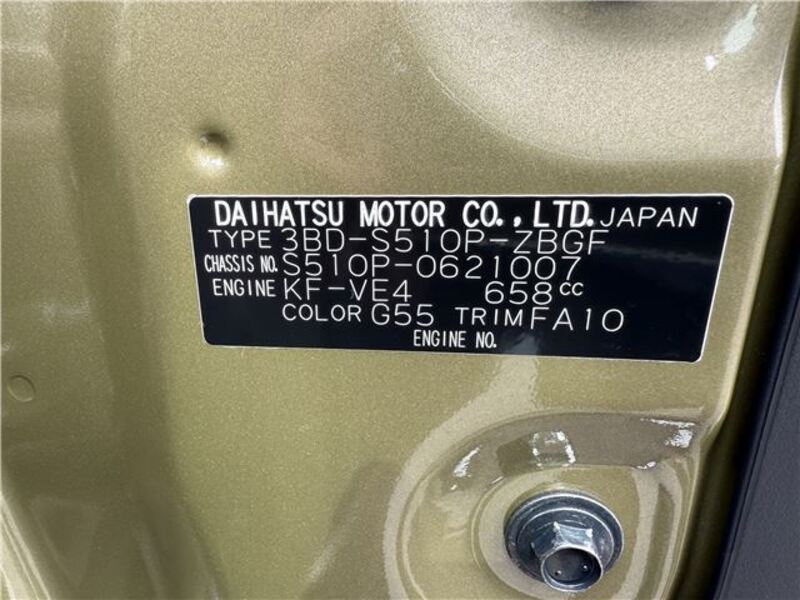 DAIHATSU MOTOR CO., LTD. JAPAN
TYPE 3BD-S510P-ZBGF
CHASSIS NO. S510P-0621007
ENGINE KF-VE4 658cc
COLOR G55 TRIM FA10
ENGINE NO.